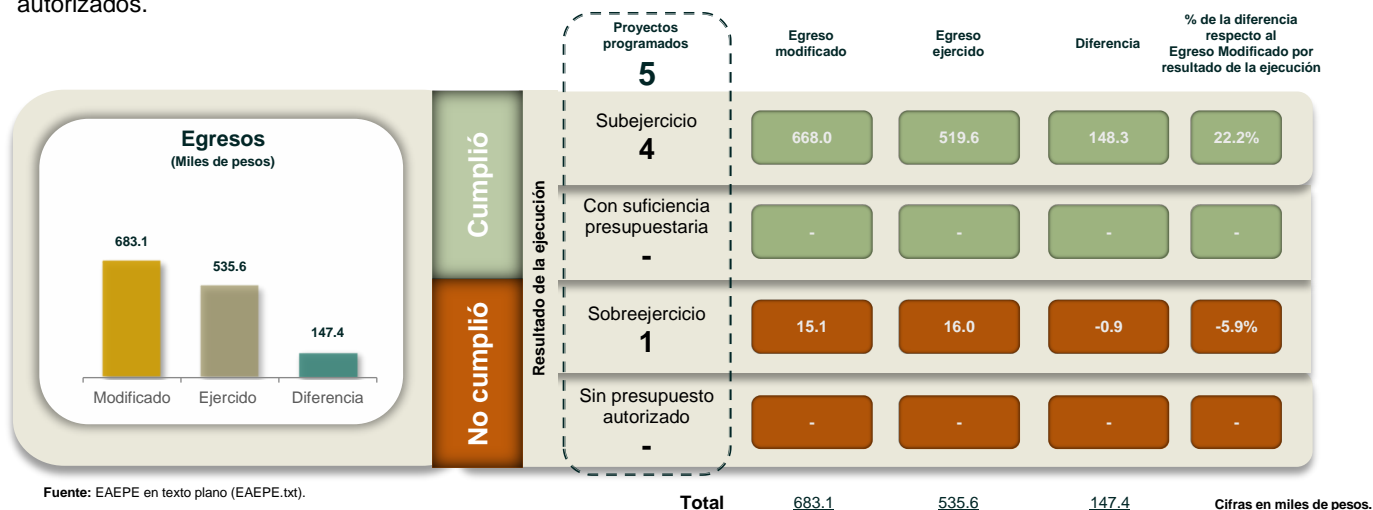 autorizados.
Proyectos
programados
5
Egreso
modificado
Egreso
ejercido
Diferencia
% de la diferencia
respecto al
Egreso Modificado por
resultado de la ejecución
Egresos
(Miles de pesos)
683.1
535.6
147.4
Modificado
Ejercido
Diferencia
Cumplió
No cumplió
Resultado de la ejecución
Subejercicio
4
668.0
519.6
148.3
22.2%
Con suficiencia
presupuestaria
-
-
-
-
-
Sobreejercicio
1
15.1
16.0
-0.9
-5.9%
Sin presupuesto
autorizado
-
-
-
-
-
Fuente: EAEPE en texto plano (EAEPE.txt).
Total
683.1
535.6
147.4
Cifras en miles de pesos.